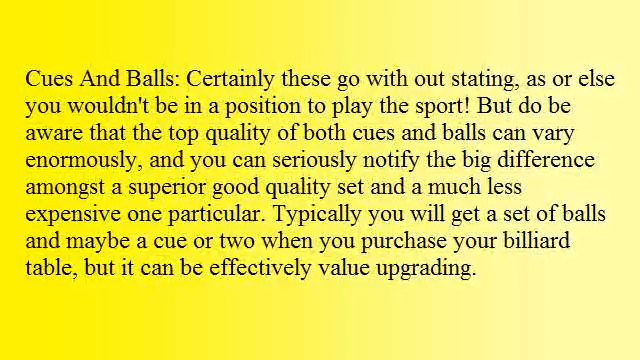 Cues And Balls: Certainly these go with out stating, as or else
you wouldn't be in a position to play the sport! But do be
aware that the top quality of both cues and balls can vary
enormously, and you can seriously notify the big difference
amongst a superior good quality set and a much less
expensive one particular. Typically you will get a set of balls
and maybe a cue or two when you purchase your billiard
table, but it can be effectively value upgrading.